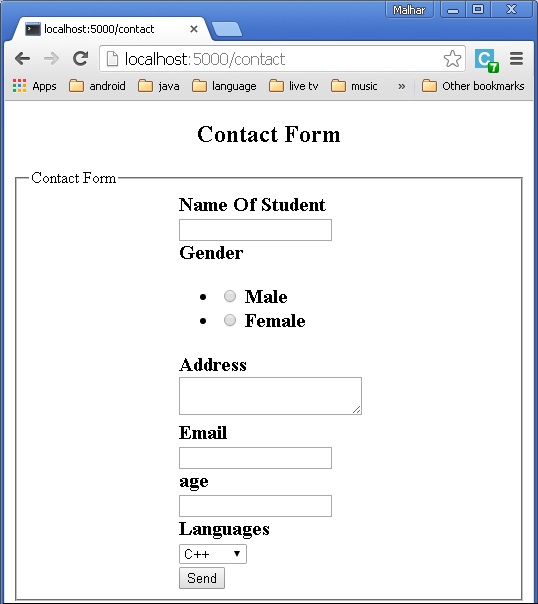 Malhar
localhost:5000/contact
localhost:5000/contact
C 7
Apps android java language live tv music » Other bookmarks
Contact Form
Contact Form
Name Of Student
Gender
Male
Female
Address
Email
age
Languages
C++
Send